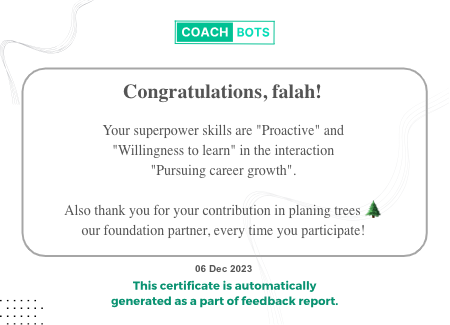 COACH BOTS
Congratulations, falah!
Your superpower skills are "Proactive" and
"Willingness to learn" in the interaction
"Pursuing career growth".
Also thank you for your contribution in planing trees 🌲
our foundation partner, every time you participate!
06 Dec 2023
This certificate is automatically
generated as a part of feedback report.